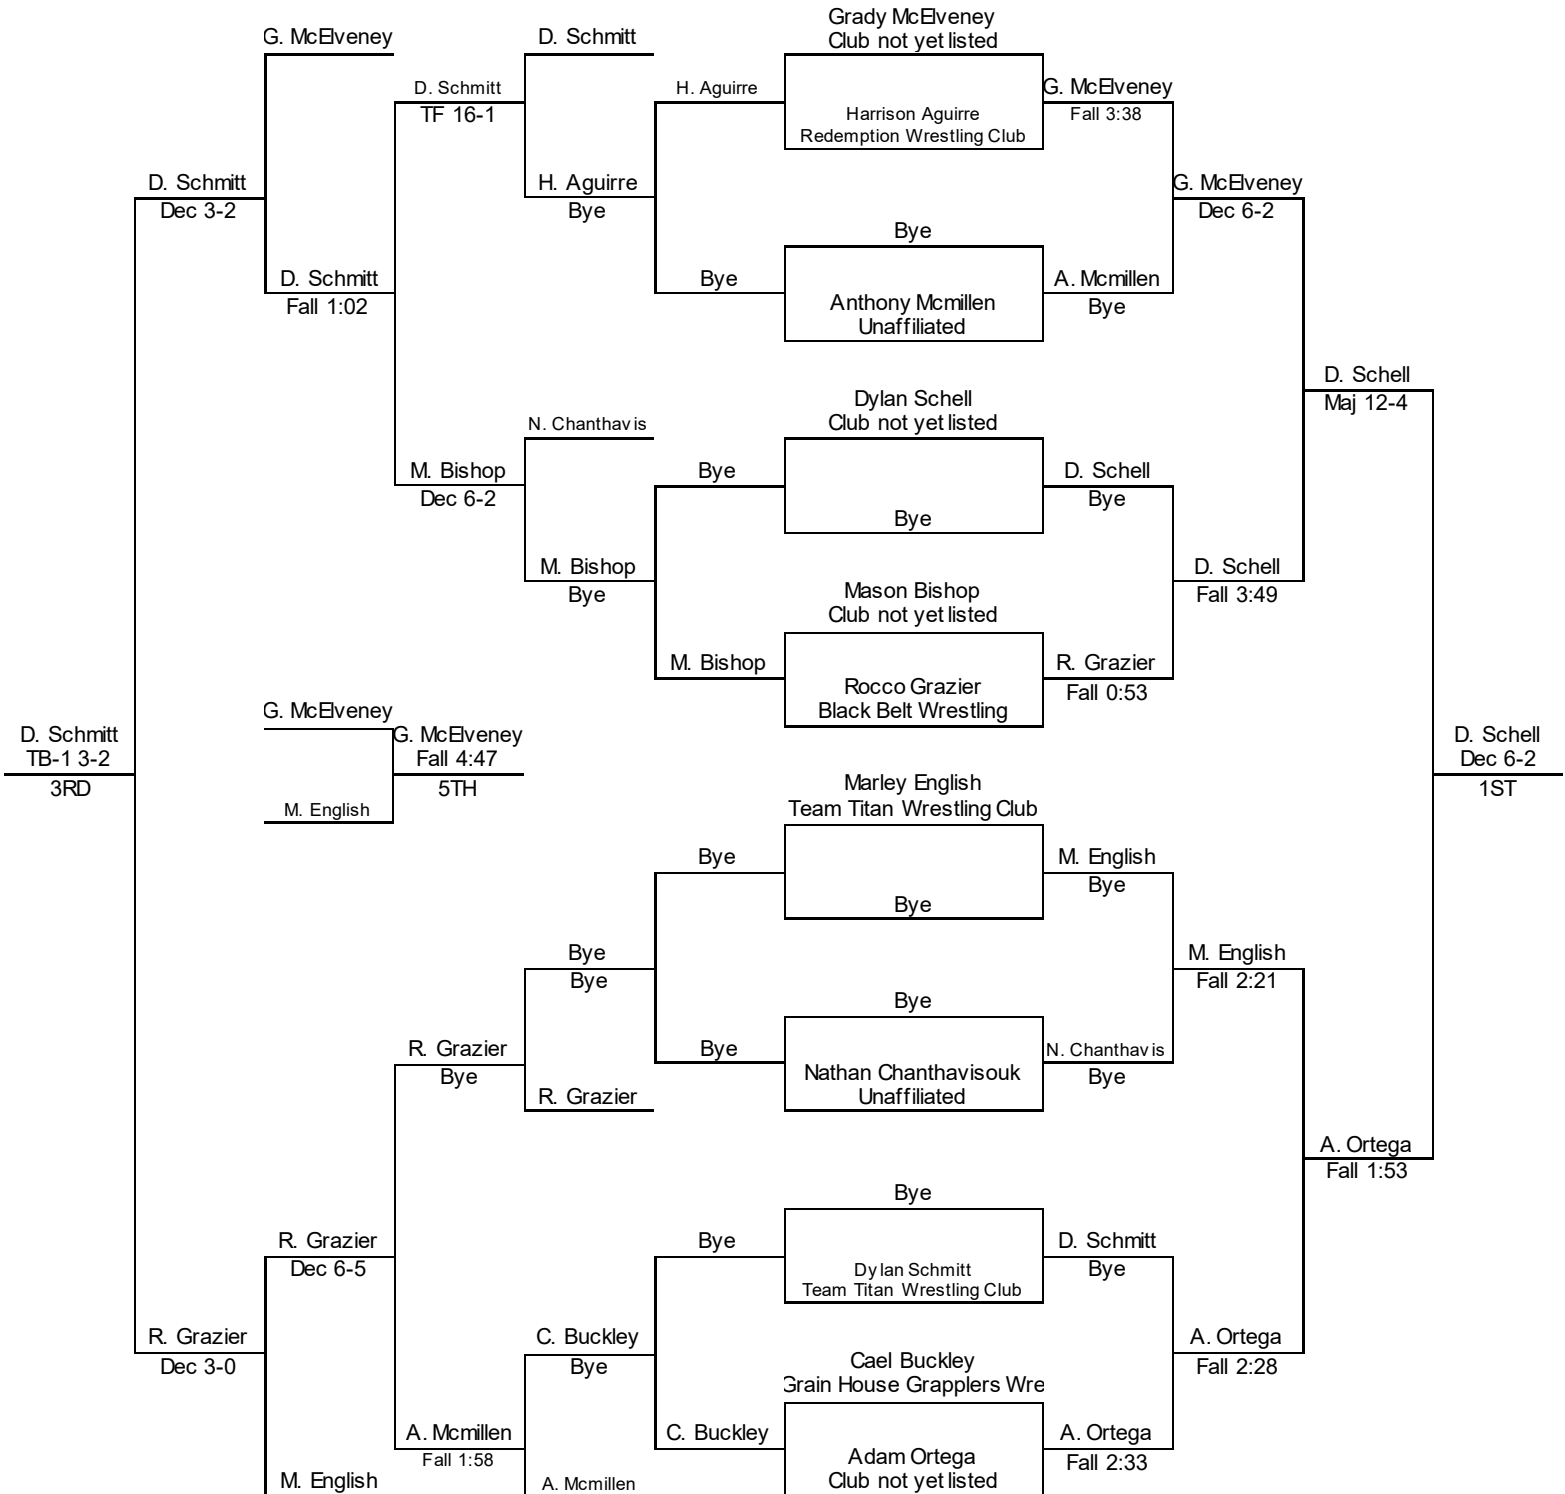 Grady McElveney
G. McElveney
D. Schmitt
Club not yet listed
D. Schmitt
H. Aguirre
G. McElveney
TF 16-1
Harrison Aguirre
Fall 3:38
Redemption Wrestling Club
D. Schmitt
H. Aguirre
G. McElveney
Dec 3-2
Bye
Dec 6-2
Bye
D. Schmitt
Bye
A. Mcmillen
Fall 1:02
Anthony Mcmillen
Bye
Unaffiliated
D. Schell
Dylan Schell
Maj 12-4
N. Chanthavis
Club not yet listed
M. Bishop
Bye
D. Schell
Dec 6-2
Bye
Bye
M. Bishop
D. Schell
Bye
Mason Bishop
Fall 3:49
Club not yet listed
M. Bishop
R. Grazier
Rocco Grazier
Fall 0:53
G. McElveney
Black Belt Wrestling
D. Schmitt
G. McElveney
D. Schell
TB-1 3-2
Fall 4:47
Dec 6-2
3RD
5TH
Marley English
1ST
M. English
Team Titan Wrestling Club
Bye
M. English
Bye
Bye
Bye
M. English
Bye
Fall 2:21
Bye
R. Grazier
Bye
N. Chanthavis
Bye
Nathan Chanthavisouk
Bye
R. Grazier
Unaffiliated
A. Ortega
Fall 1:53
Bye
R. Grazier
Bye
D. Schmitt
Dec 6-5
Dylan Schmitt
Bye
Team Titan Wrestling Club
R. Grazier
C. Buckley
A. Ortega
Dec 3-0
Bye
Cael Buckley
Fall 2:28
Grain House Grapplers Wre
A. Mcmillen
C. Buckley
A. Ortega
Fall 1:58
Adam Ortega
Fall 2:33
M. English
A. Mcmillen
Club not yet listed